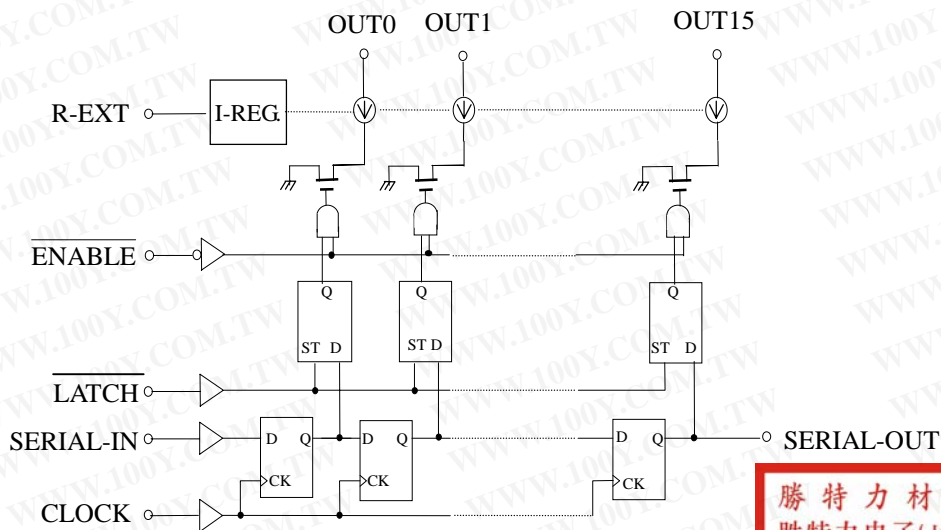 OUT0 OUT1 OUT15
R-EXT I-REG.
ENABLE
Q Q Q
ST D ST D ST D
LATCH
SERIAL-IN D Q D Q D Q SERIAL-OUT
CK CK CK
CLOCK
勝 特 力 材
WWW.100Y.COM.TW